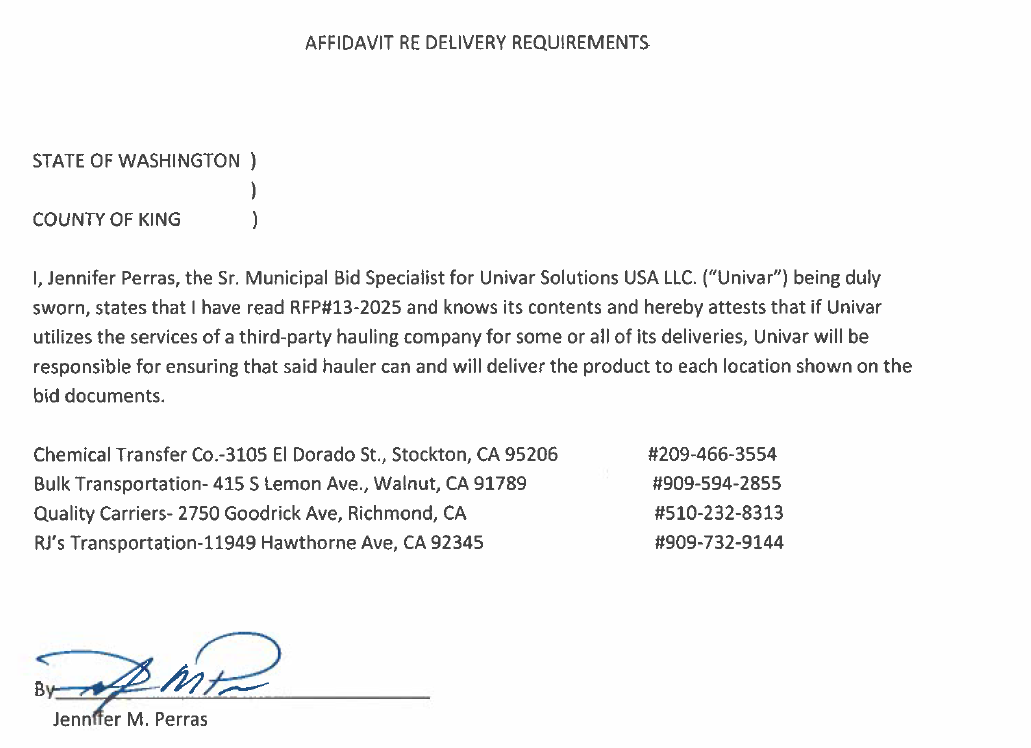 AFFIDAVIT RE DELIVERY REQUIREMENTS
STATE OF WASHINGTON )
)
COUNTY OF KING )
I, Jennifer Perras, the Sr. Municipal Bid Specialist for Univar Solutions USA LLC. ("Univar") being duly
sworn, states that I have read RFP#13-2025 and knows its contents and hereby attests that if Univar
utilizes the services of a third-party hauling company for some or all of its deliveries, Univar will be
responsible for ensuring that said hauler can and will deliver the product to each location shown on the
bid documents.
Chemical Transfer Co.-3105 El Dorado St., Stockton, CA 95206 #209-466-3554
Bulk Transportation- 415 S Lemon Ave., Walnut, CA 91789 #909-594-2855
Quality Carriers- 2750 Goodrick Ave, Richmond, CA #510-232-8313
RJ's Transportation-11949 Hawthorne Ave, CA 92345 #909-732-9144
By
Jennifer M. Perras